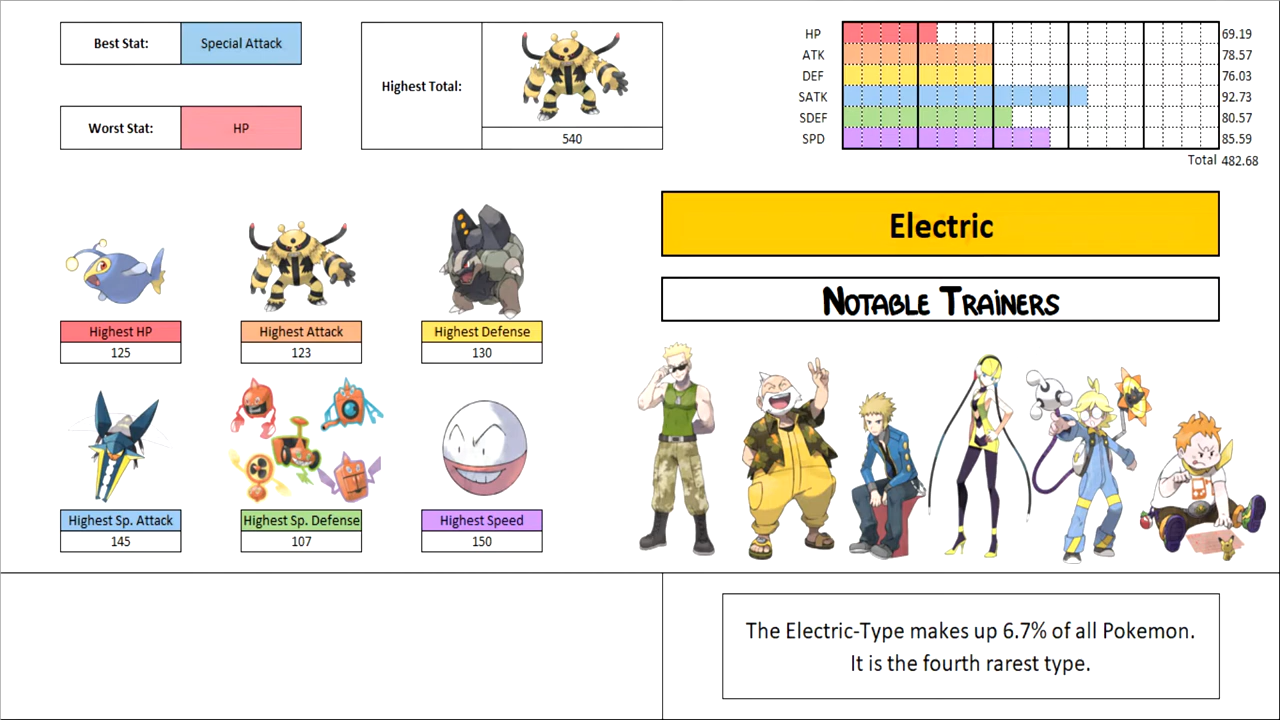 Best Stat:
Special Attack
Worst Stat:
HP
Highest Total:
540
HP 69.19
ATK 78.57
DEF 76.03
SATK 92.73
SDEF 80.57
SPD 85.59
Total 482.68
Electric
NOTABLE TRAINERS
Highest HP
125
Highest Attack
123
Highest Defense
130
Highest Sp. Attack
145
Highest Sp. Defense
107
Highest Speed
150
The Electric-Type makes up 6.7% of all Pokemon.
It is the fourth rarest type.